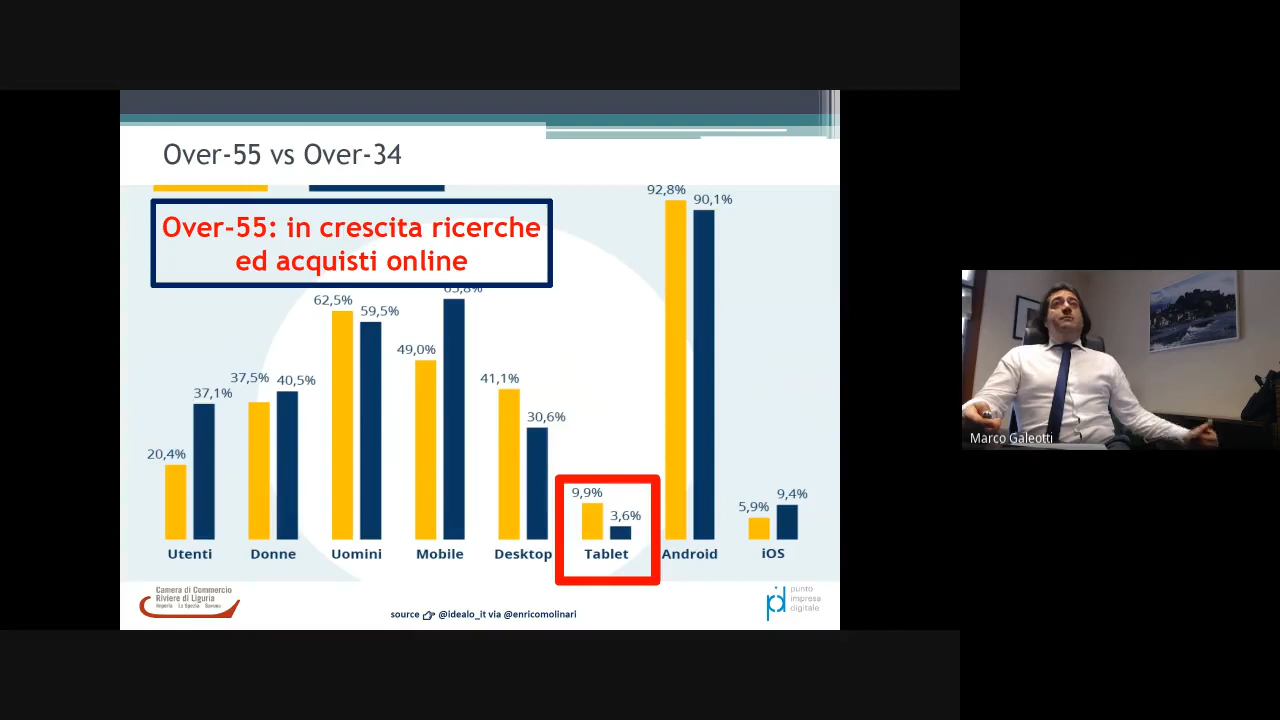 Over-55 vs Over-34
Over-55: in crescita ricerche
ed acquisti online
92,8%
90,1%
62,5%
59,5%
49,0%
37,5%
40,5%
37,1%
41,1%
30,6%
20,4%
9,9%
3,6%
5,9%
9,4%
Utenti
Donne
Uomini
Mobile
Desktop
Tablet
Android
iOS
Camera di Commercio
Riviere di Liguria
Imperia La Spezia Savona
source @idealo_it via @enricomolinari
punto
impresa
digitale
Marco Galeotti